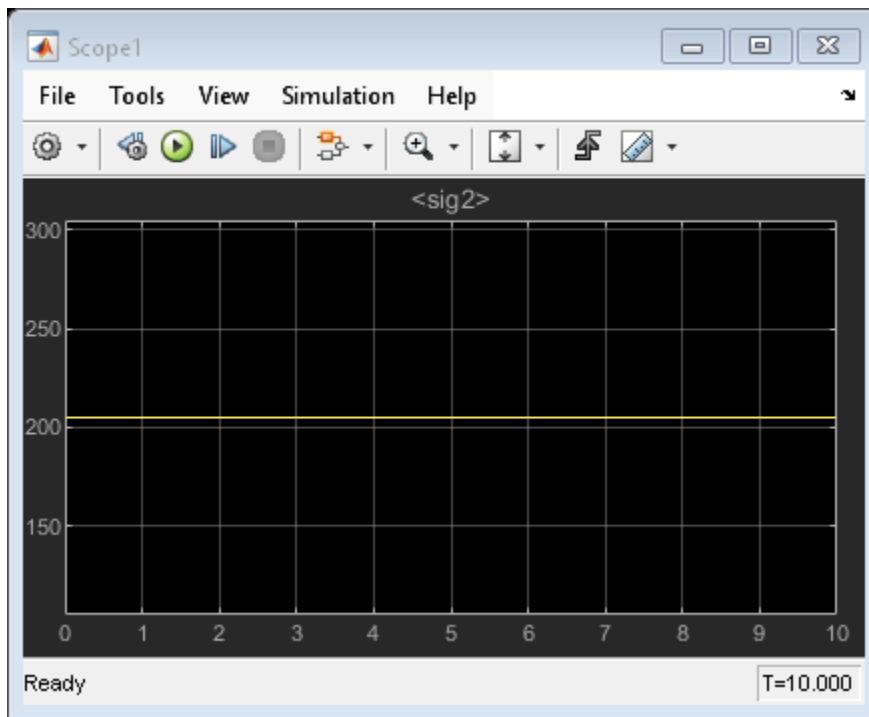 Scope1
File Tools View Simulation Help
<sig2>
300
250
200
150
0 1 2 3 4 5 6 7 8 9 10
Ready T=10.000